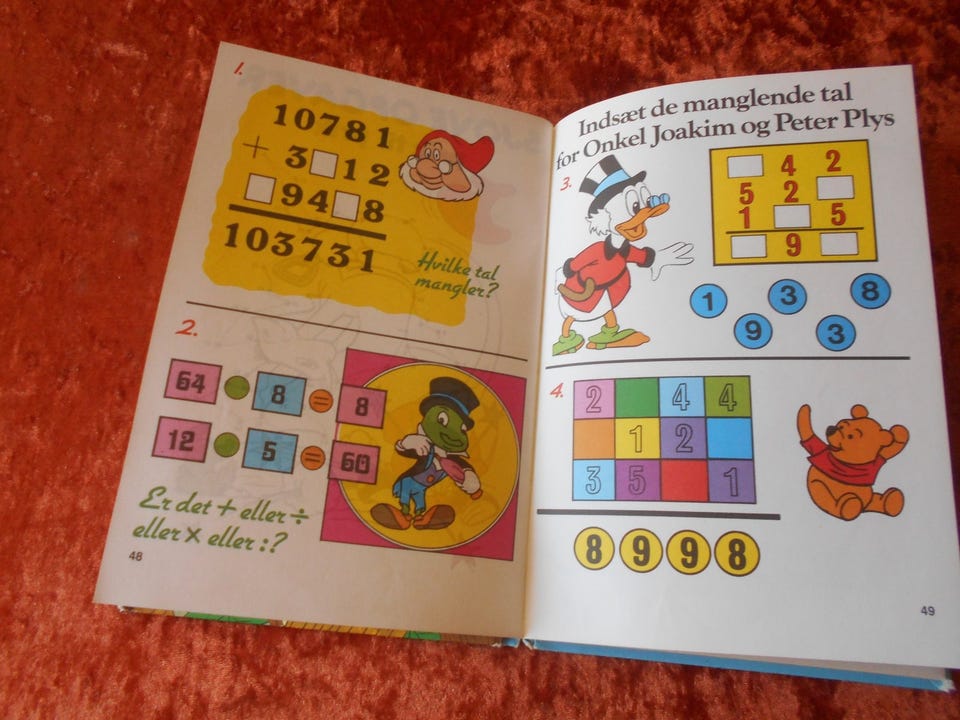 1.
10781
+ 3□12
□94□8
103731
Hvilke tal
mangler?
2.
64 8 = 8
12 5 = 60
Er det + eller ÷
eller × eller :?
48
Indsæt de manglende tal
for Onkel Joakim og Peter Plys
3.
□ 4 2
5 2 □
1 □ 5
□ 9 □
1 3 8
9 3
4.
2 4 4
1 2
3 5 1
8 9 9 8
49